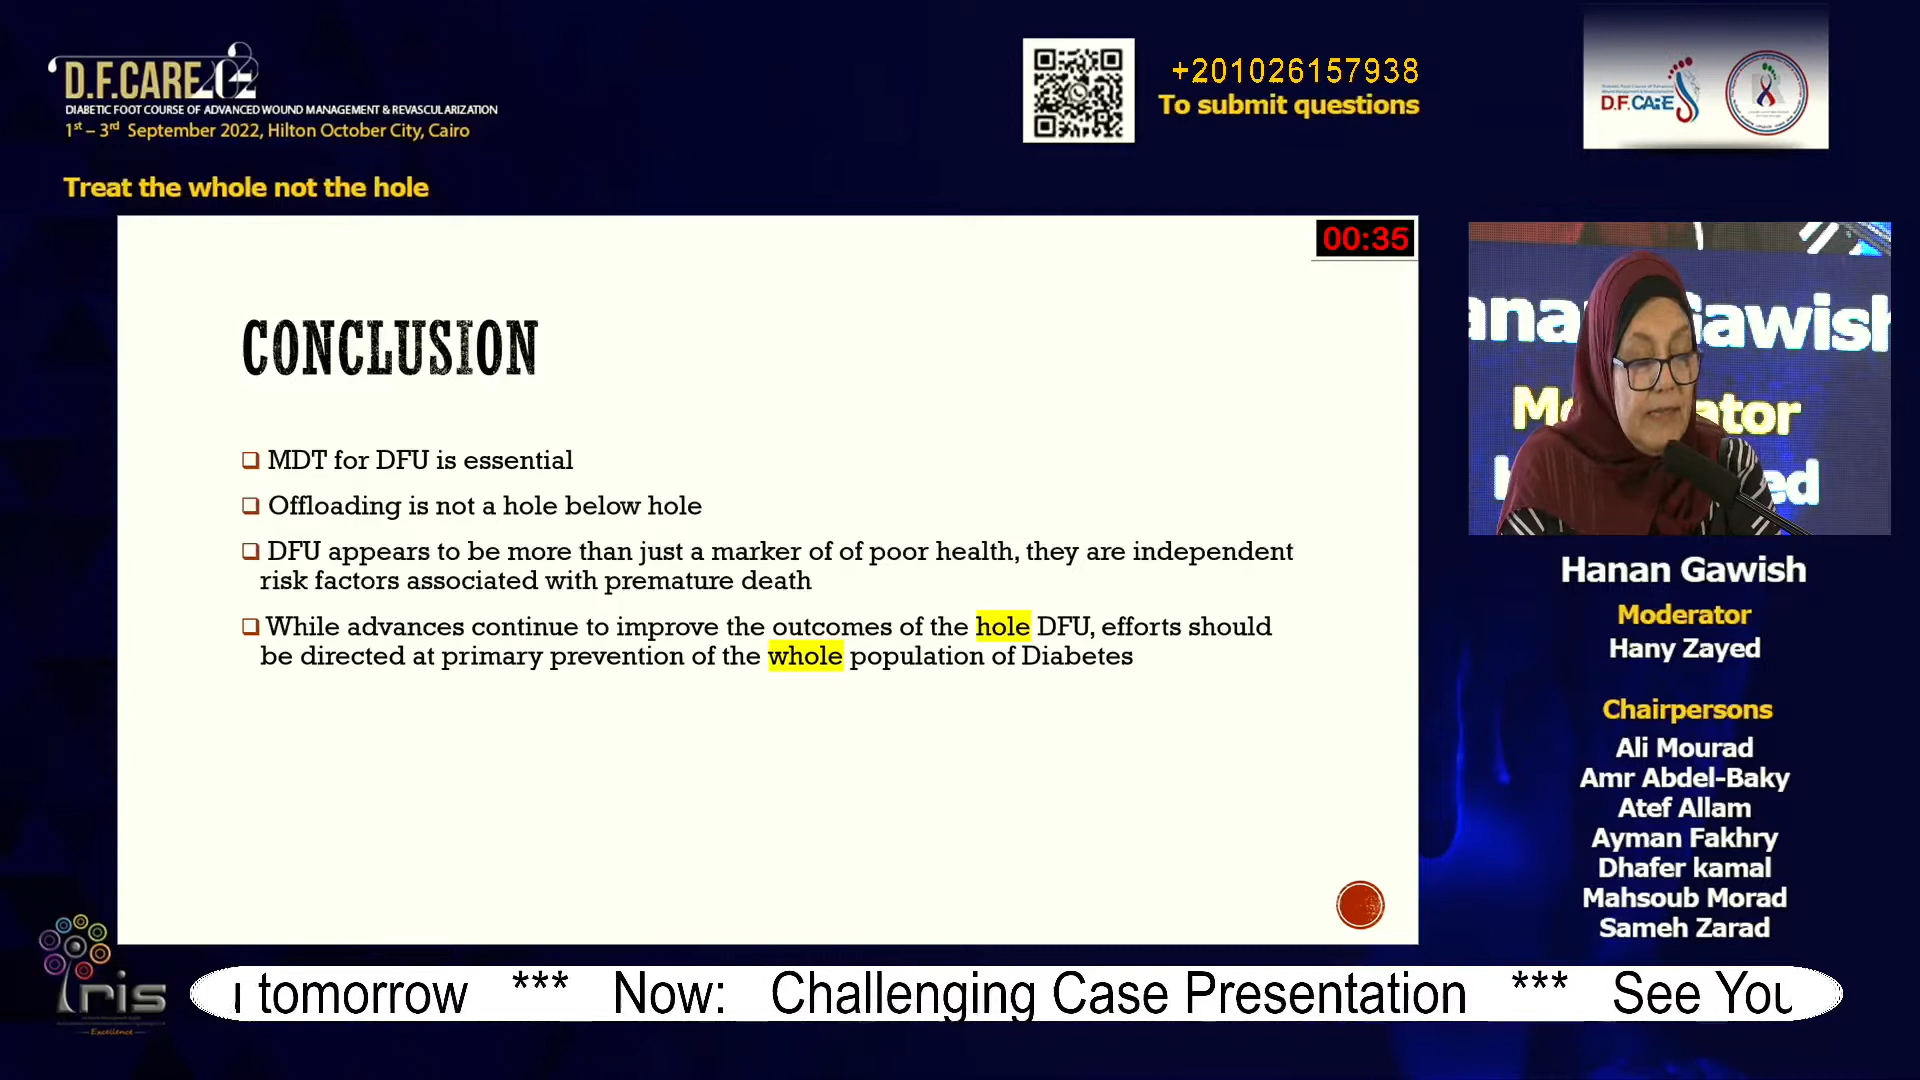 D.F.CARE
DIABETIC FOOT COURSE OF ADVANCED WOUND MANAGEMENT & REVASCULARIZATION
1st – 3rd September 2022, Hilton October City, Cairo
Treat the whole not the hole
+201026157938
To submit questions
D.F.CARE
00:35
CONCLUSION
MDT for DFU is essential
Offloading is not a hole below hole
DFU appears to be more than just a marker of of poor health, they are independent
risk factors associated with premature death
While advances continue to improve the outcomes of the hole DFU, efforts should
be directed at primary prevention of the whole population of Diabetes
Hanan Gawish
Moderator
Hany Zayed
Chairpersons
Ali Mourad
Amr Abdel-Baky
Atef Allam
Ayman Fakhry
Dhafer kamal
Mahsoub Morad
Sameh Zarad
Iris
Excellence
tomorrow *** Now: Challenging Case Presentation *** See You